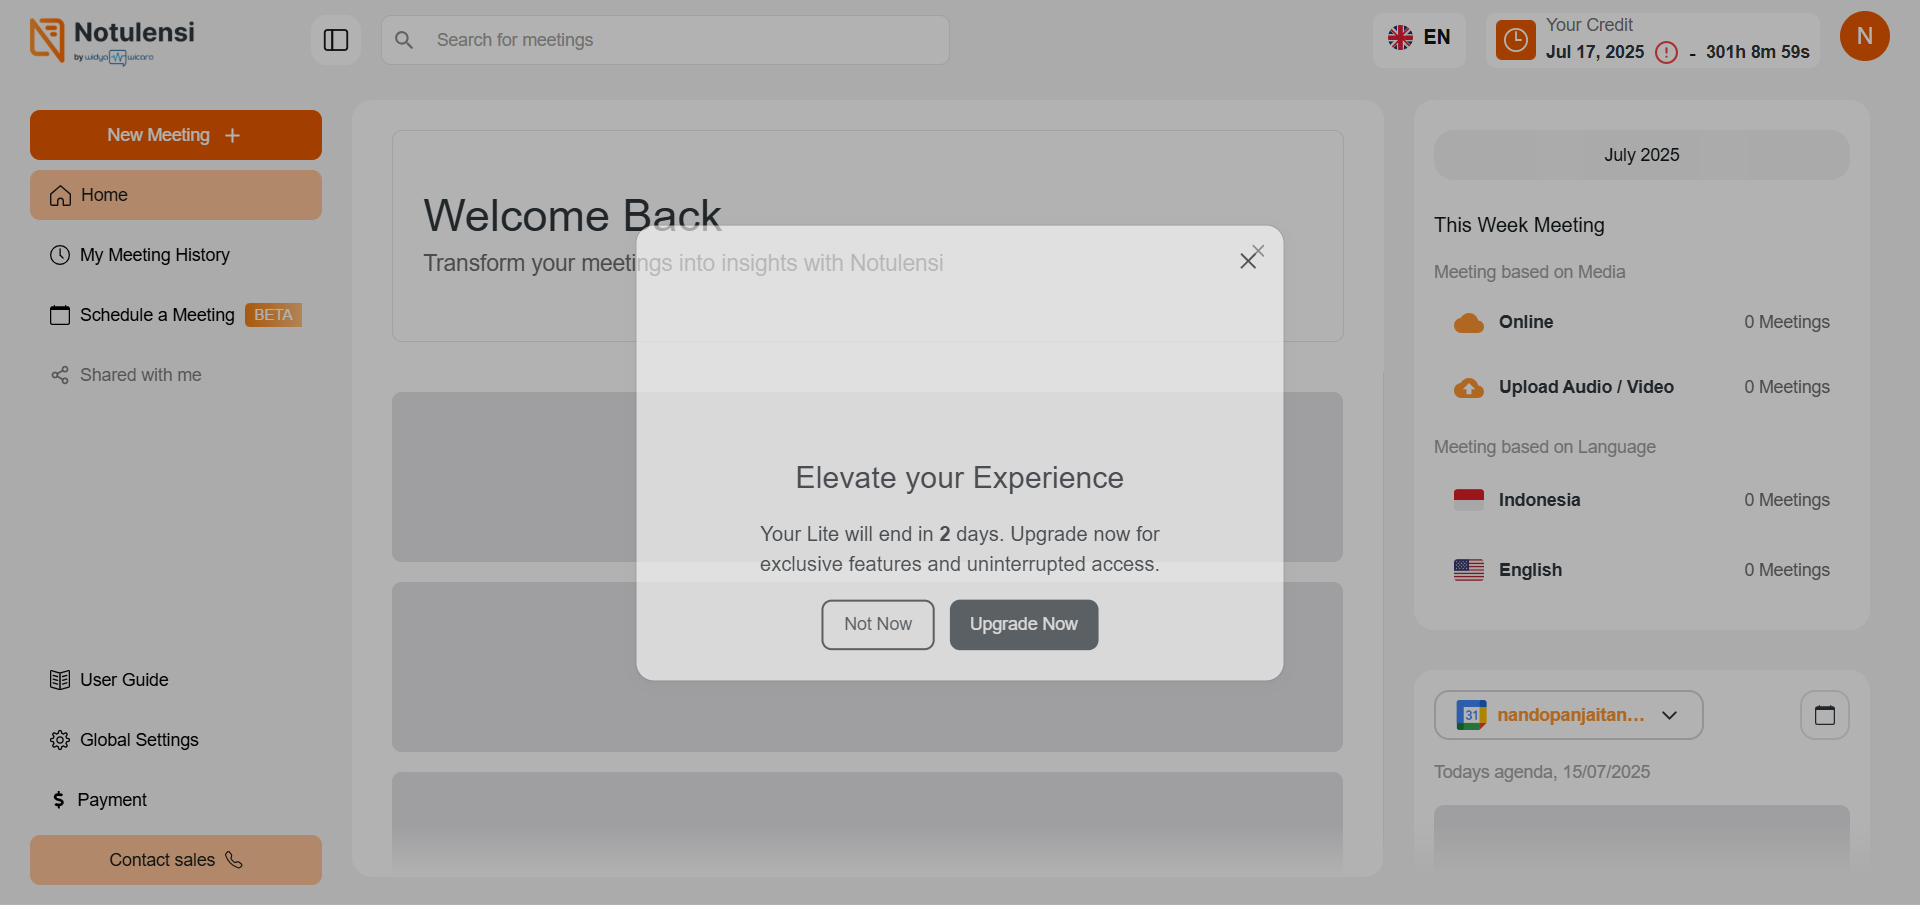 Notulensi
by widya wicara
Search for meetings
EN
Your Credit
Jul 17, 2025 ! - 301h 8m 59s
N
New Meeting +
Home
My Meeting History
Schedule a Meeting BETA
Shared with me
User Guide
Global Settings
$ Payment
Contact sales
Welcome Back
Transform your meetings into insights with Notulensi
Elevate your Experience
Your Lite will end in 2 days. Upgrade now for
exclusive features and uninterrupted access.
Not Now
Upgrade Now
July 2025
This Week Meeting
Meeting based on Media
Online 0 Meetings
Upload Audio / Video 0 Meetings
Meeting based on Language
Indonesia 0 Meetings
English 0 Meetings
31 nandopanjaitan...
Todays agenda, 15/07/2025